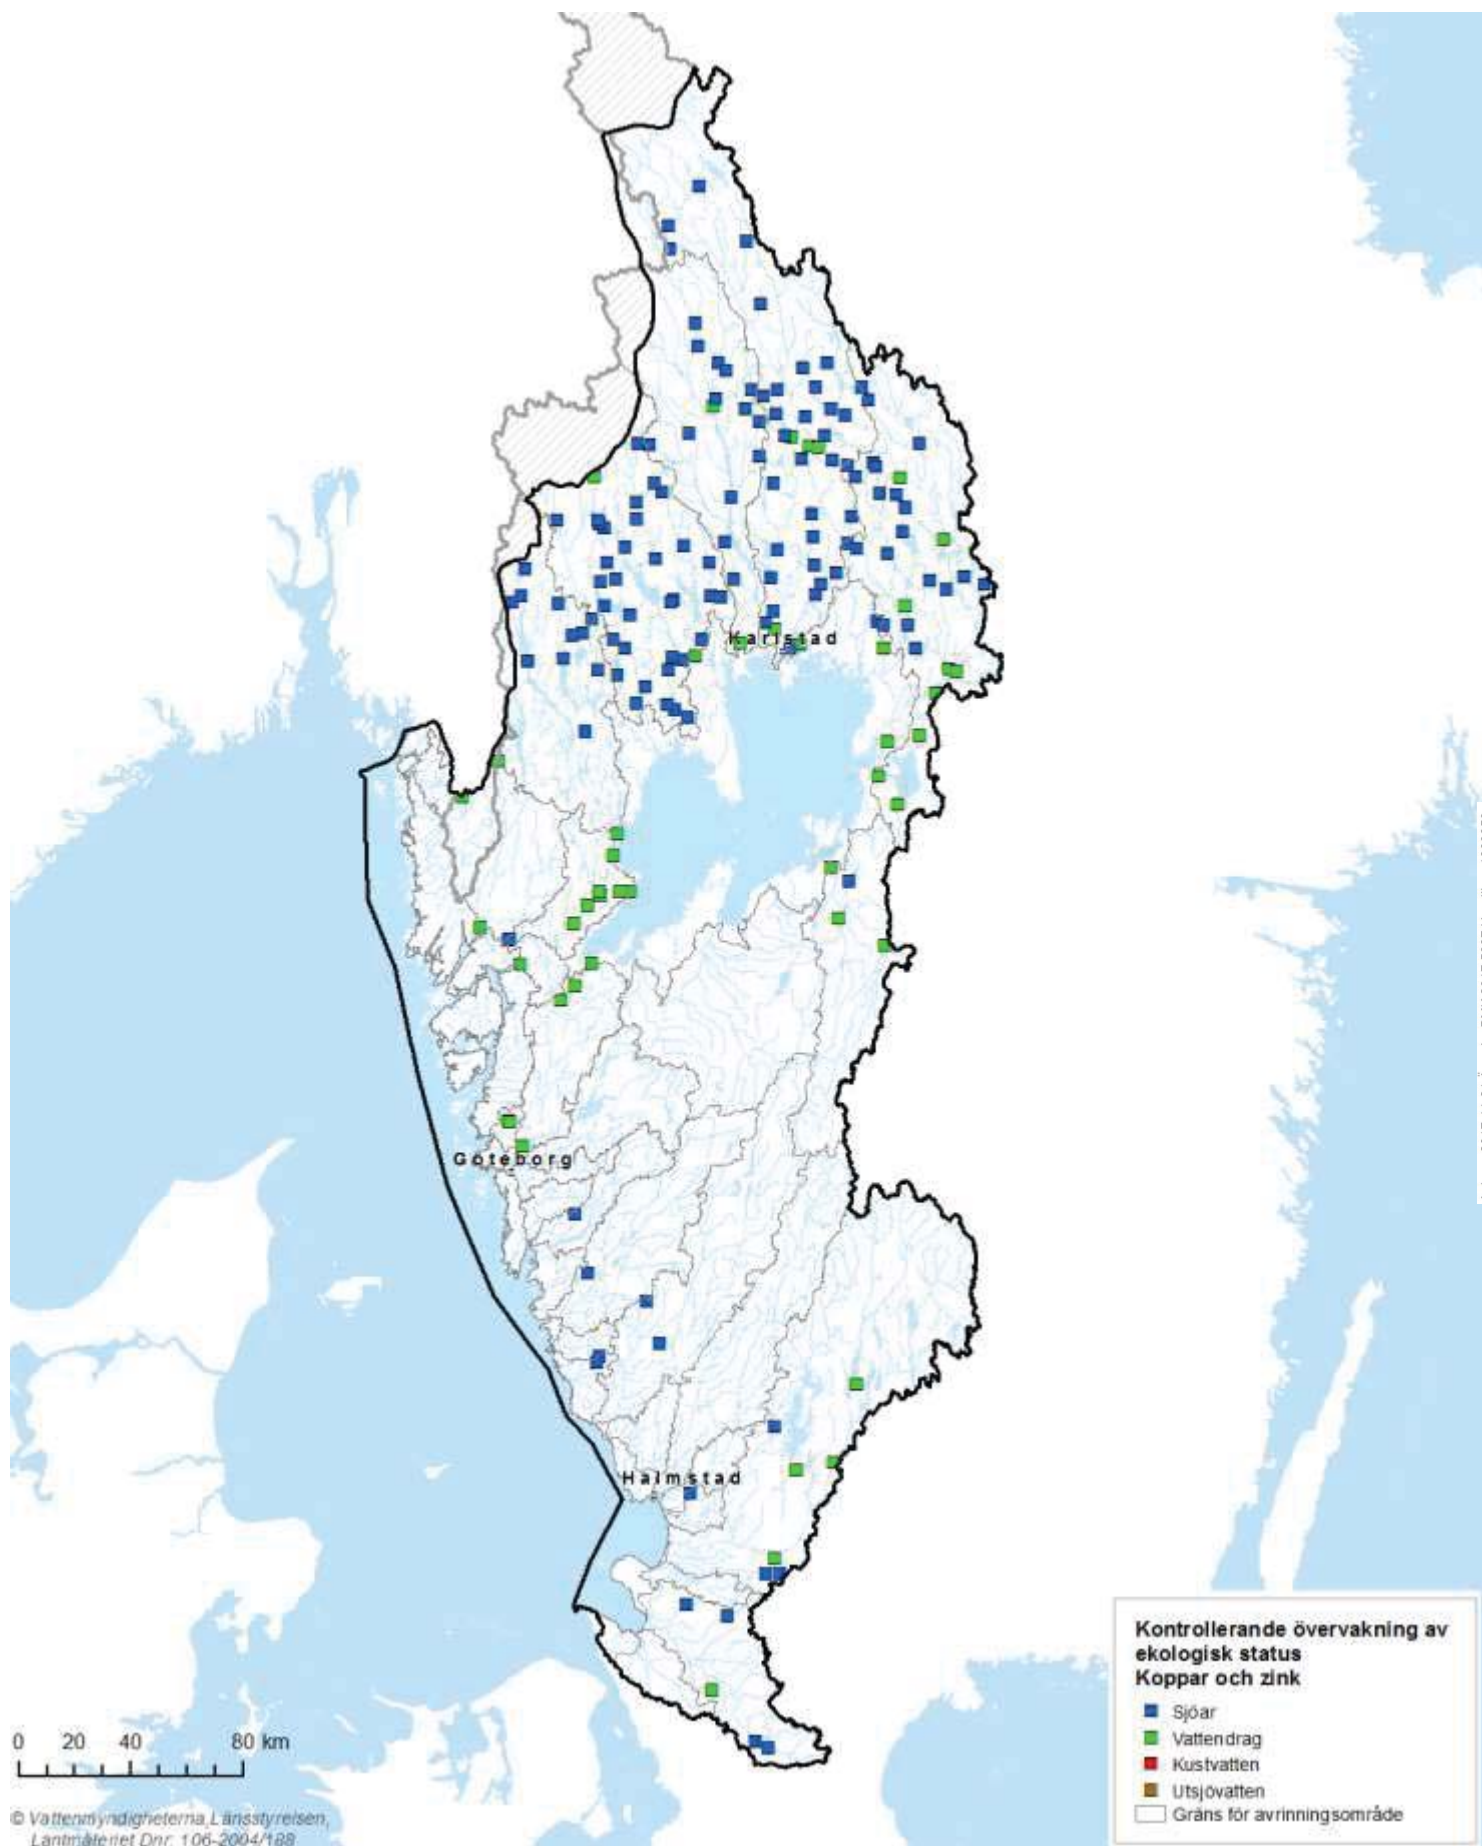 Karlstad
Göteborg
Halmstad
Kontrollerande övervakning av
ekologisk status
Koppar och zink
Sjöar
Vattendrag
Kustvatten
Utsjövatten
Gräns för avrinningsområde
0 20 40 80 km
© Vattenmyndigheterna, Länsstyrelsen,
Lantmäteriet Dnr: 106-2004/188